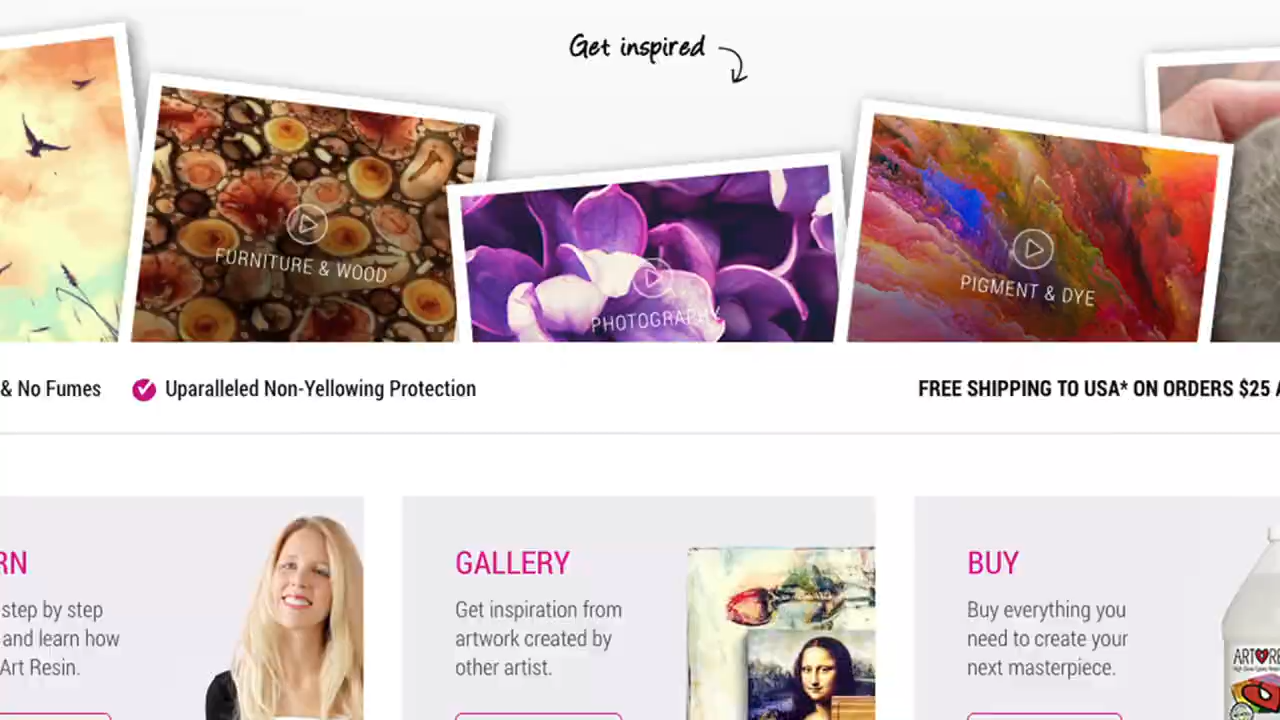 Get inspired
FURNITURE & WOOD
PHOTOGRAPHY
PIGMENT & DYE
& No Fumes
Uparalleled Non-Yellowing Protection
FREE SHIPPING TO USA* ON ORDERS $25 A
RN
step by step
and learn how
Art Resin.
GALLERY
Get inspiration from
artwork created by
other artist.
BUY
Buy everything you
need to create your
next masterpiece.
ART RE